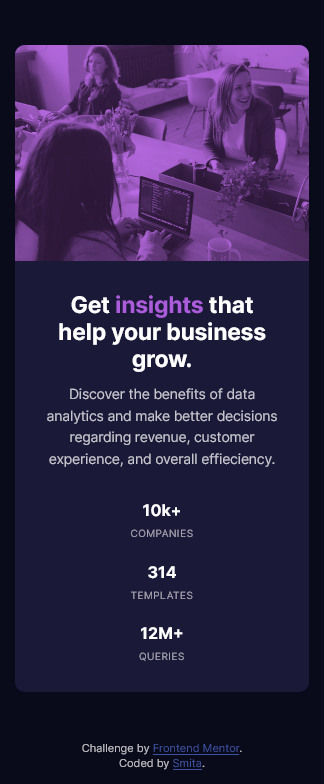 Get insights that
help your business
grow.
Discover the benefits of data
analytics and make better decisions
regarding revenue, customer
experience, and overall effieciency.
10k+
COMPANIES
314
TEMPLATES
12M+
QUERIES
Challenge by Frontend Mentor.
Coded by Smita.